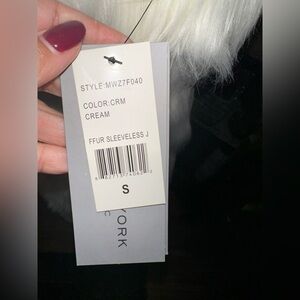 STYLE:MWZ7F040
COLOR:CRM
CREAM
FFUR SLEEVELESS J
S
YORK